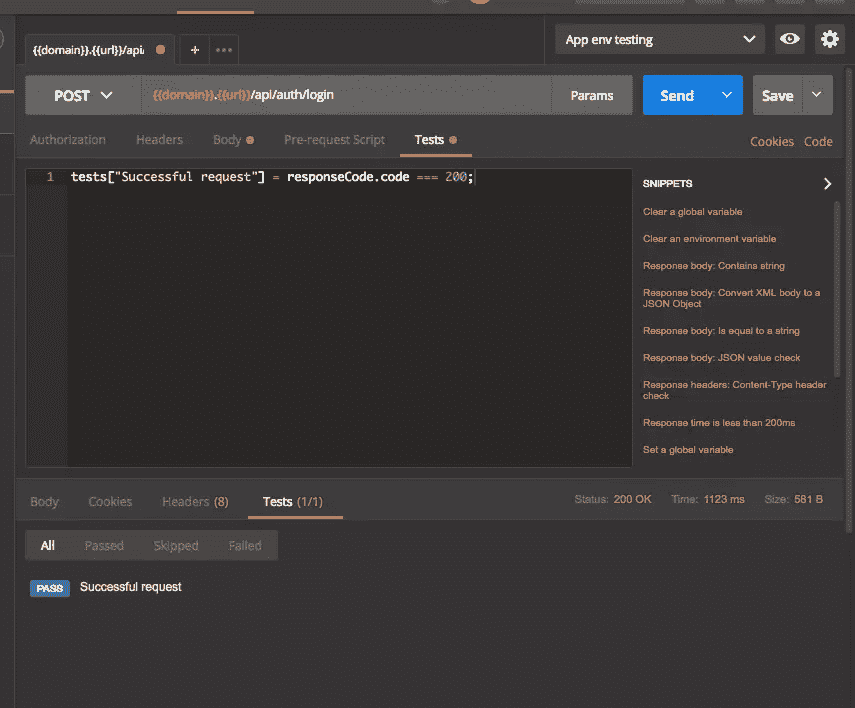 {{domain}}.{{url}}/api/
+
•••
App env testing
POST
{{domain}}.{{url}}/api/auth/login
Params
Send
Save
Authorization
Headers
Body
Pre-request Script
Tests
Cookies
Code
1 tests["Successful request"] = responseCode.code === 200;
SNIPPETS
Clear a global variable
Clear an environment variable
Response body: Contains string
Response body: Convert XML body to a
JSON Object
Response body: Is equal to a string
Response body: JSON value check
Response headers: Content-Type header
check
Response time is less than 200ms
Set a global variable
Body
Cookies
Headers (8)
Tests (1/1)
Status: 200 OK
Time: 1123 ms
Size: 561 B
All
Passed
Skipped
Failed
PASS Successful request